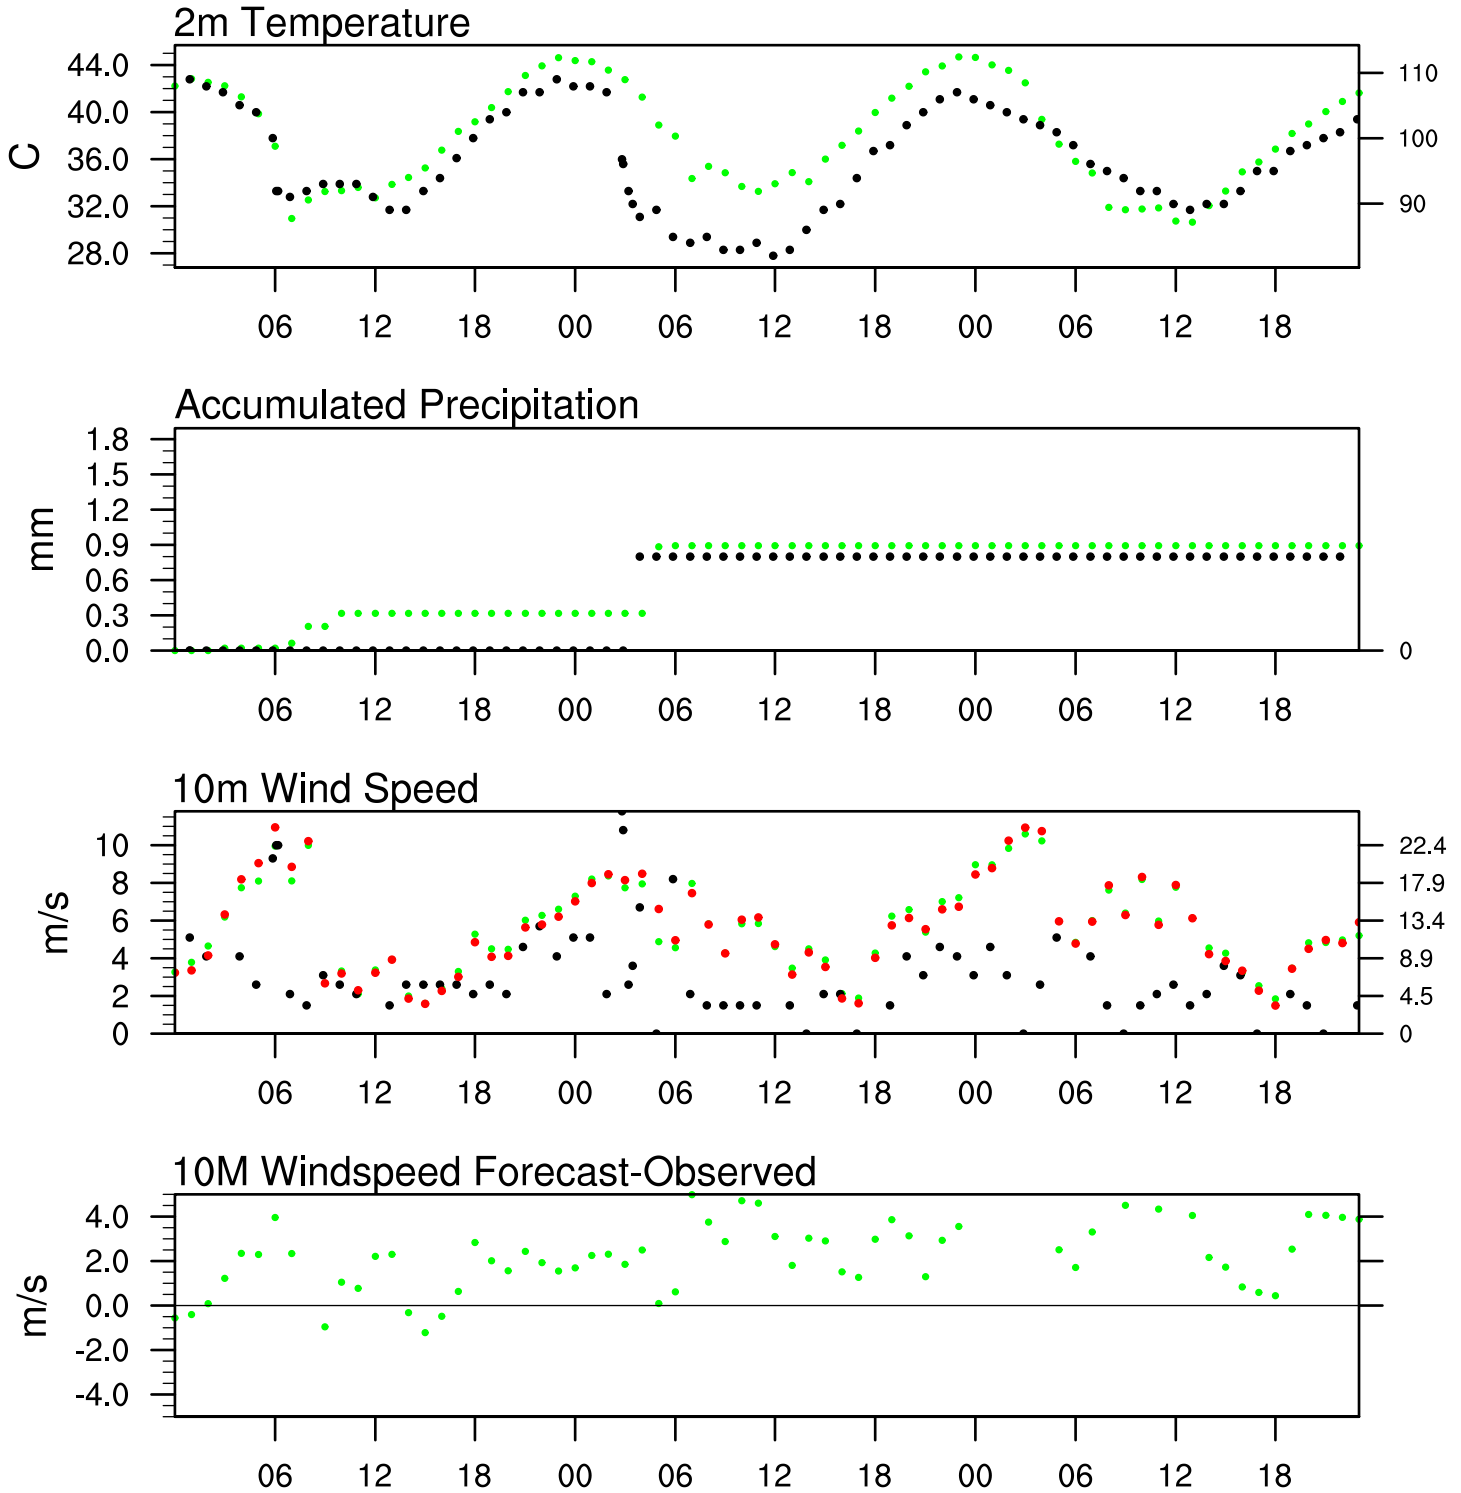 2m Temperature
44.0
40.0
36.0
32.0
28.0
C
110
100
90
06 12 18 00 06 12 18 00 06 12 18
Accumulated Precipitation
1.8
1.5
1.2
0.9
0.6
0.3
0.0
mm
0
06 12 18 00 06 12 18 00 06 12 18
10m Wind Speed
10
8
6
4
2
0
m/s
22.4
17.9
13.4
8.9
4.5
0
06 12 18 00 06 12 18 00 06 12 18
10M Windspeed Forecast-Observed
4.0
2.0
0.0
-2.0
-4.0
m/s
06 12 18 00 06 12 18 00 06 12 18